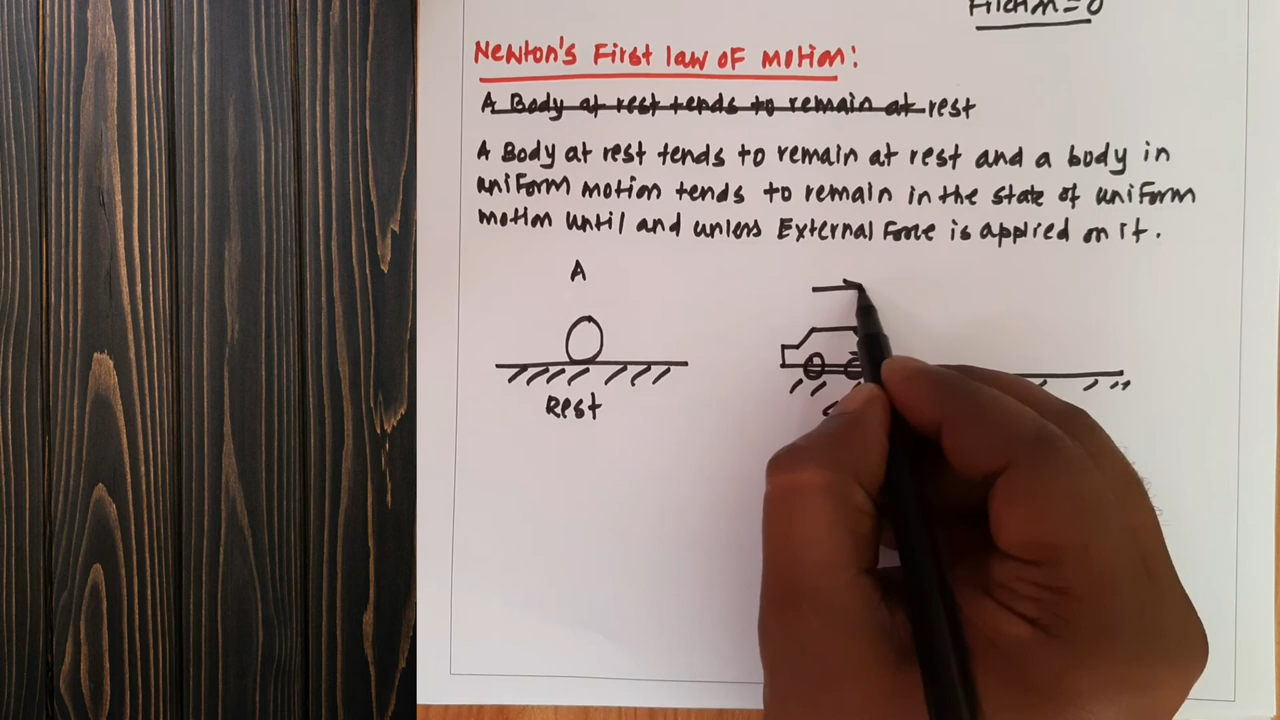 Newton's First law of motion:
A Body at rest tends to remain at rest
A Body at rest tends to remain at rest and a body in
uniform motion tends to remain in the state of uniform
motion until and unless External Force is applied on it.
A
Rest